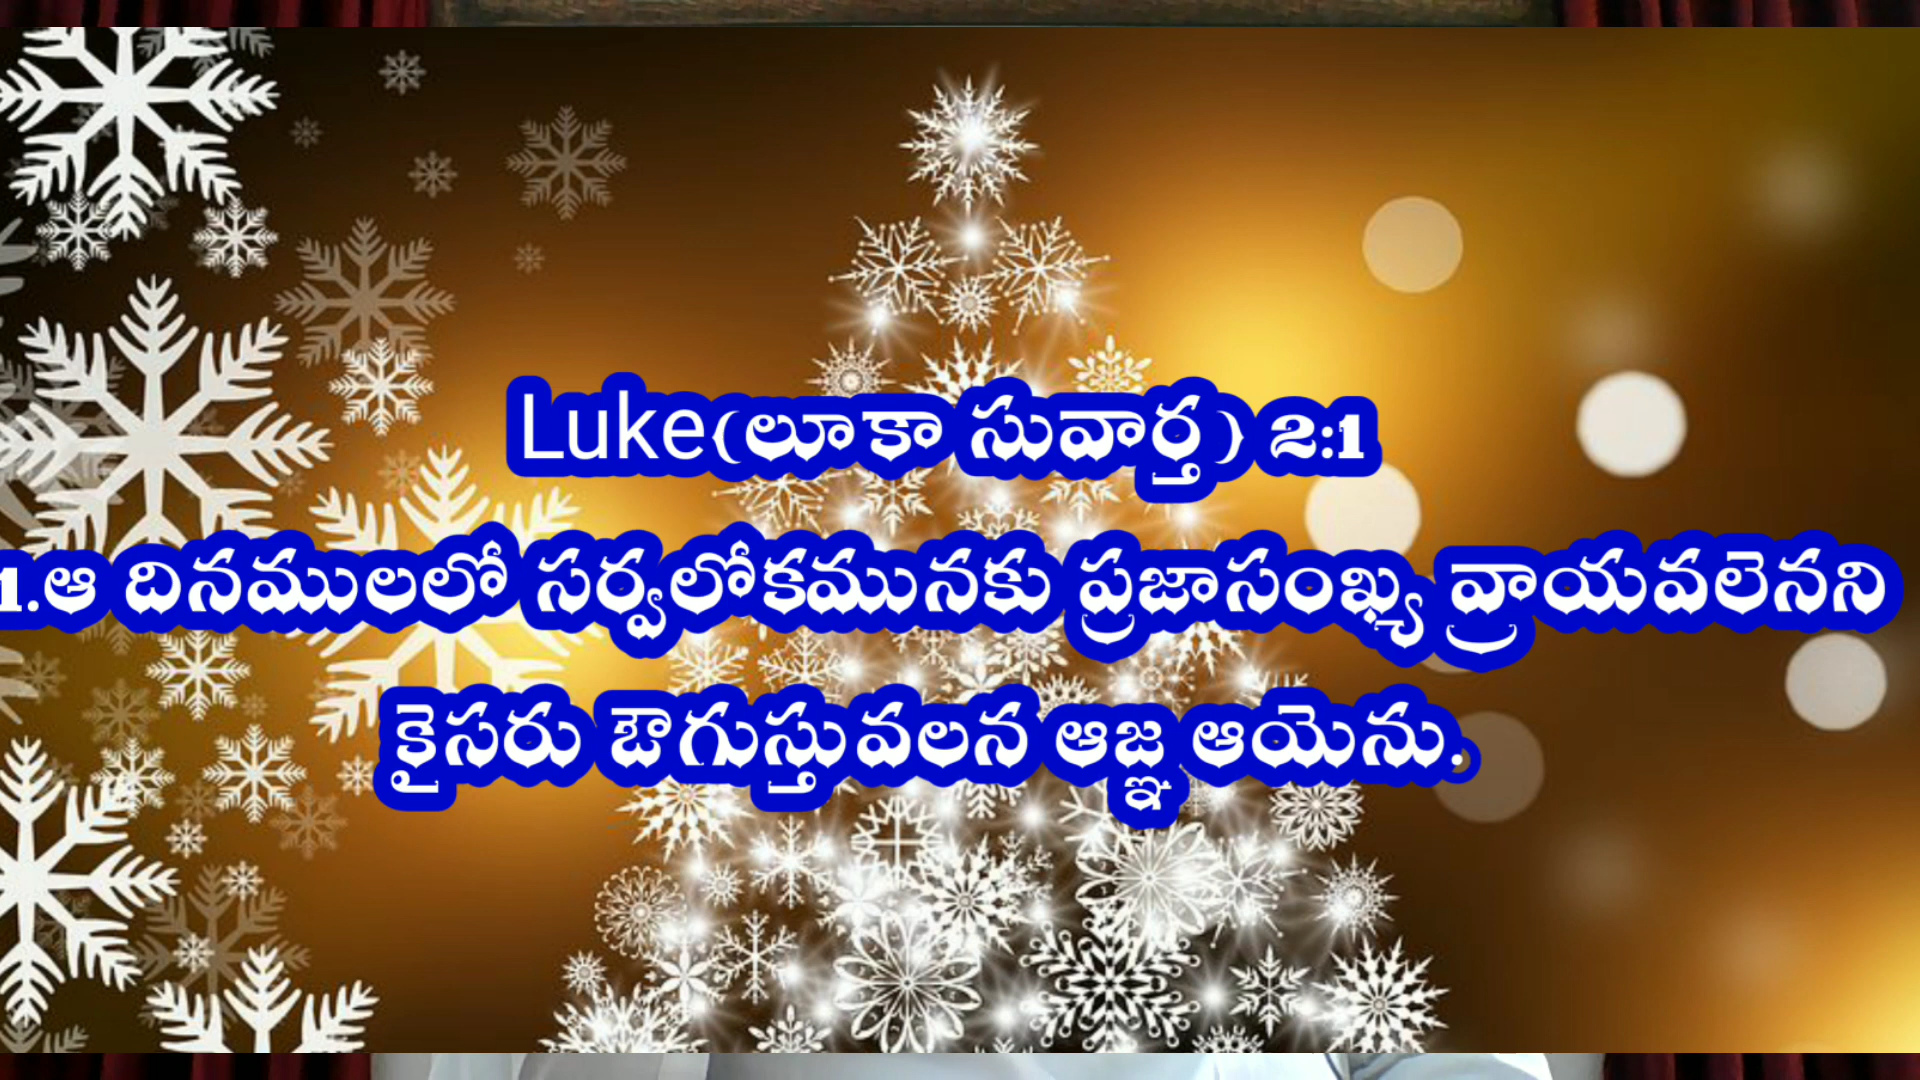 Luke(లూకా సువార్త) 2:1
1.ఆ దినములలో సర్వలోకమునకు ప్రజాసంఖ్య వ్రాయవలెనని
కైసరు ఔగుస్తువలన ఆజ్ఞ ఆయెను.